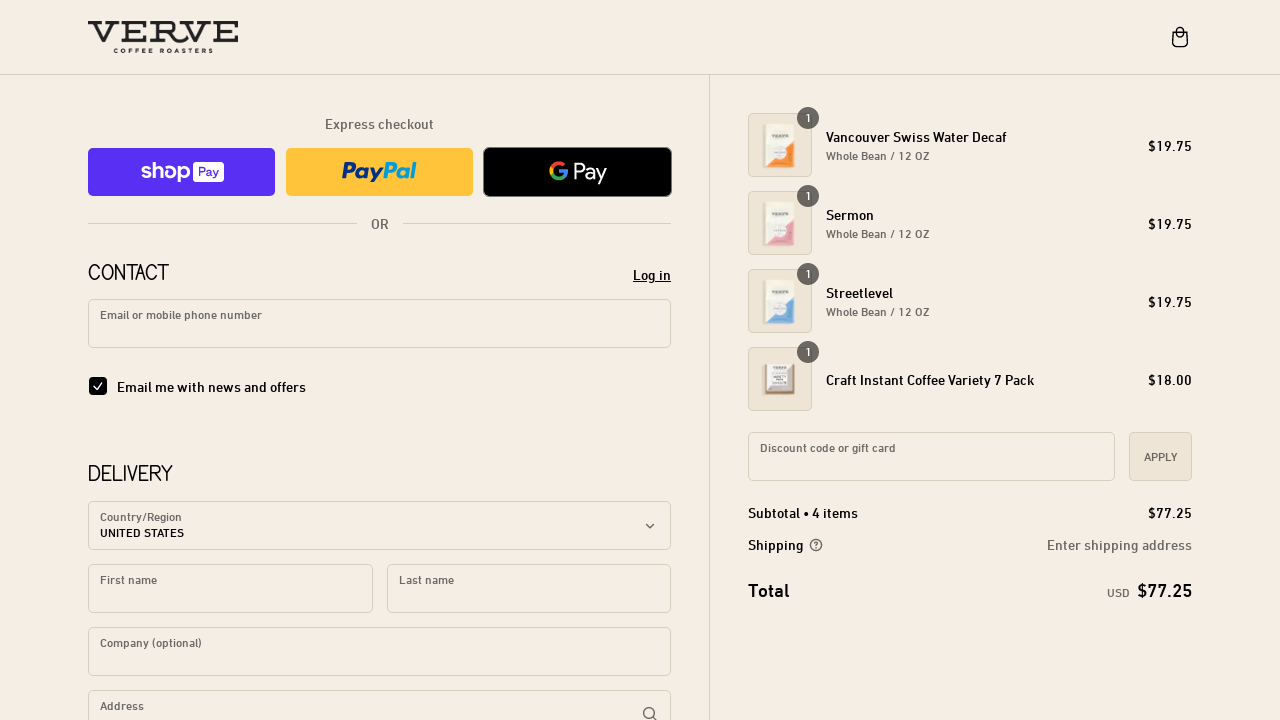 VERVE
COFFEE ROASTERS
Express checkout
shop Pay
PayPal
G Pay
OR
CONTACT
Log in
Email or mobile phone number
Email me with news and offers
DELIVERY
Country/Region
UNITED STATES
First name
Last name
Company (optional)
Address
1
Vancouver Swiss Water Decaf
Whole Bean / 12 OZ
$19.75
1
Sermon
Whole Bean / 12 OZ
$19.75
1
Streetlevel
Whole Bean / 12 OZ
$19.75
1
Craft Instant Coffee Variety 7 Pack
$18.00
Discount code or gift card
APPLY
Subtotal • 4 items
$77.25
Shipping
Enter shipping address
Total
USD $77.25